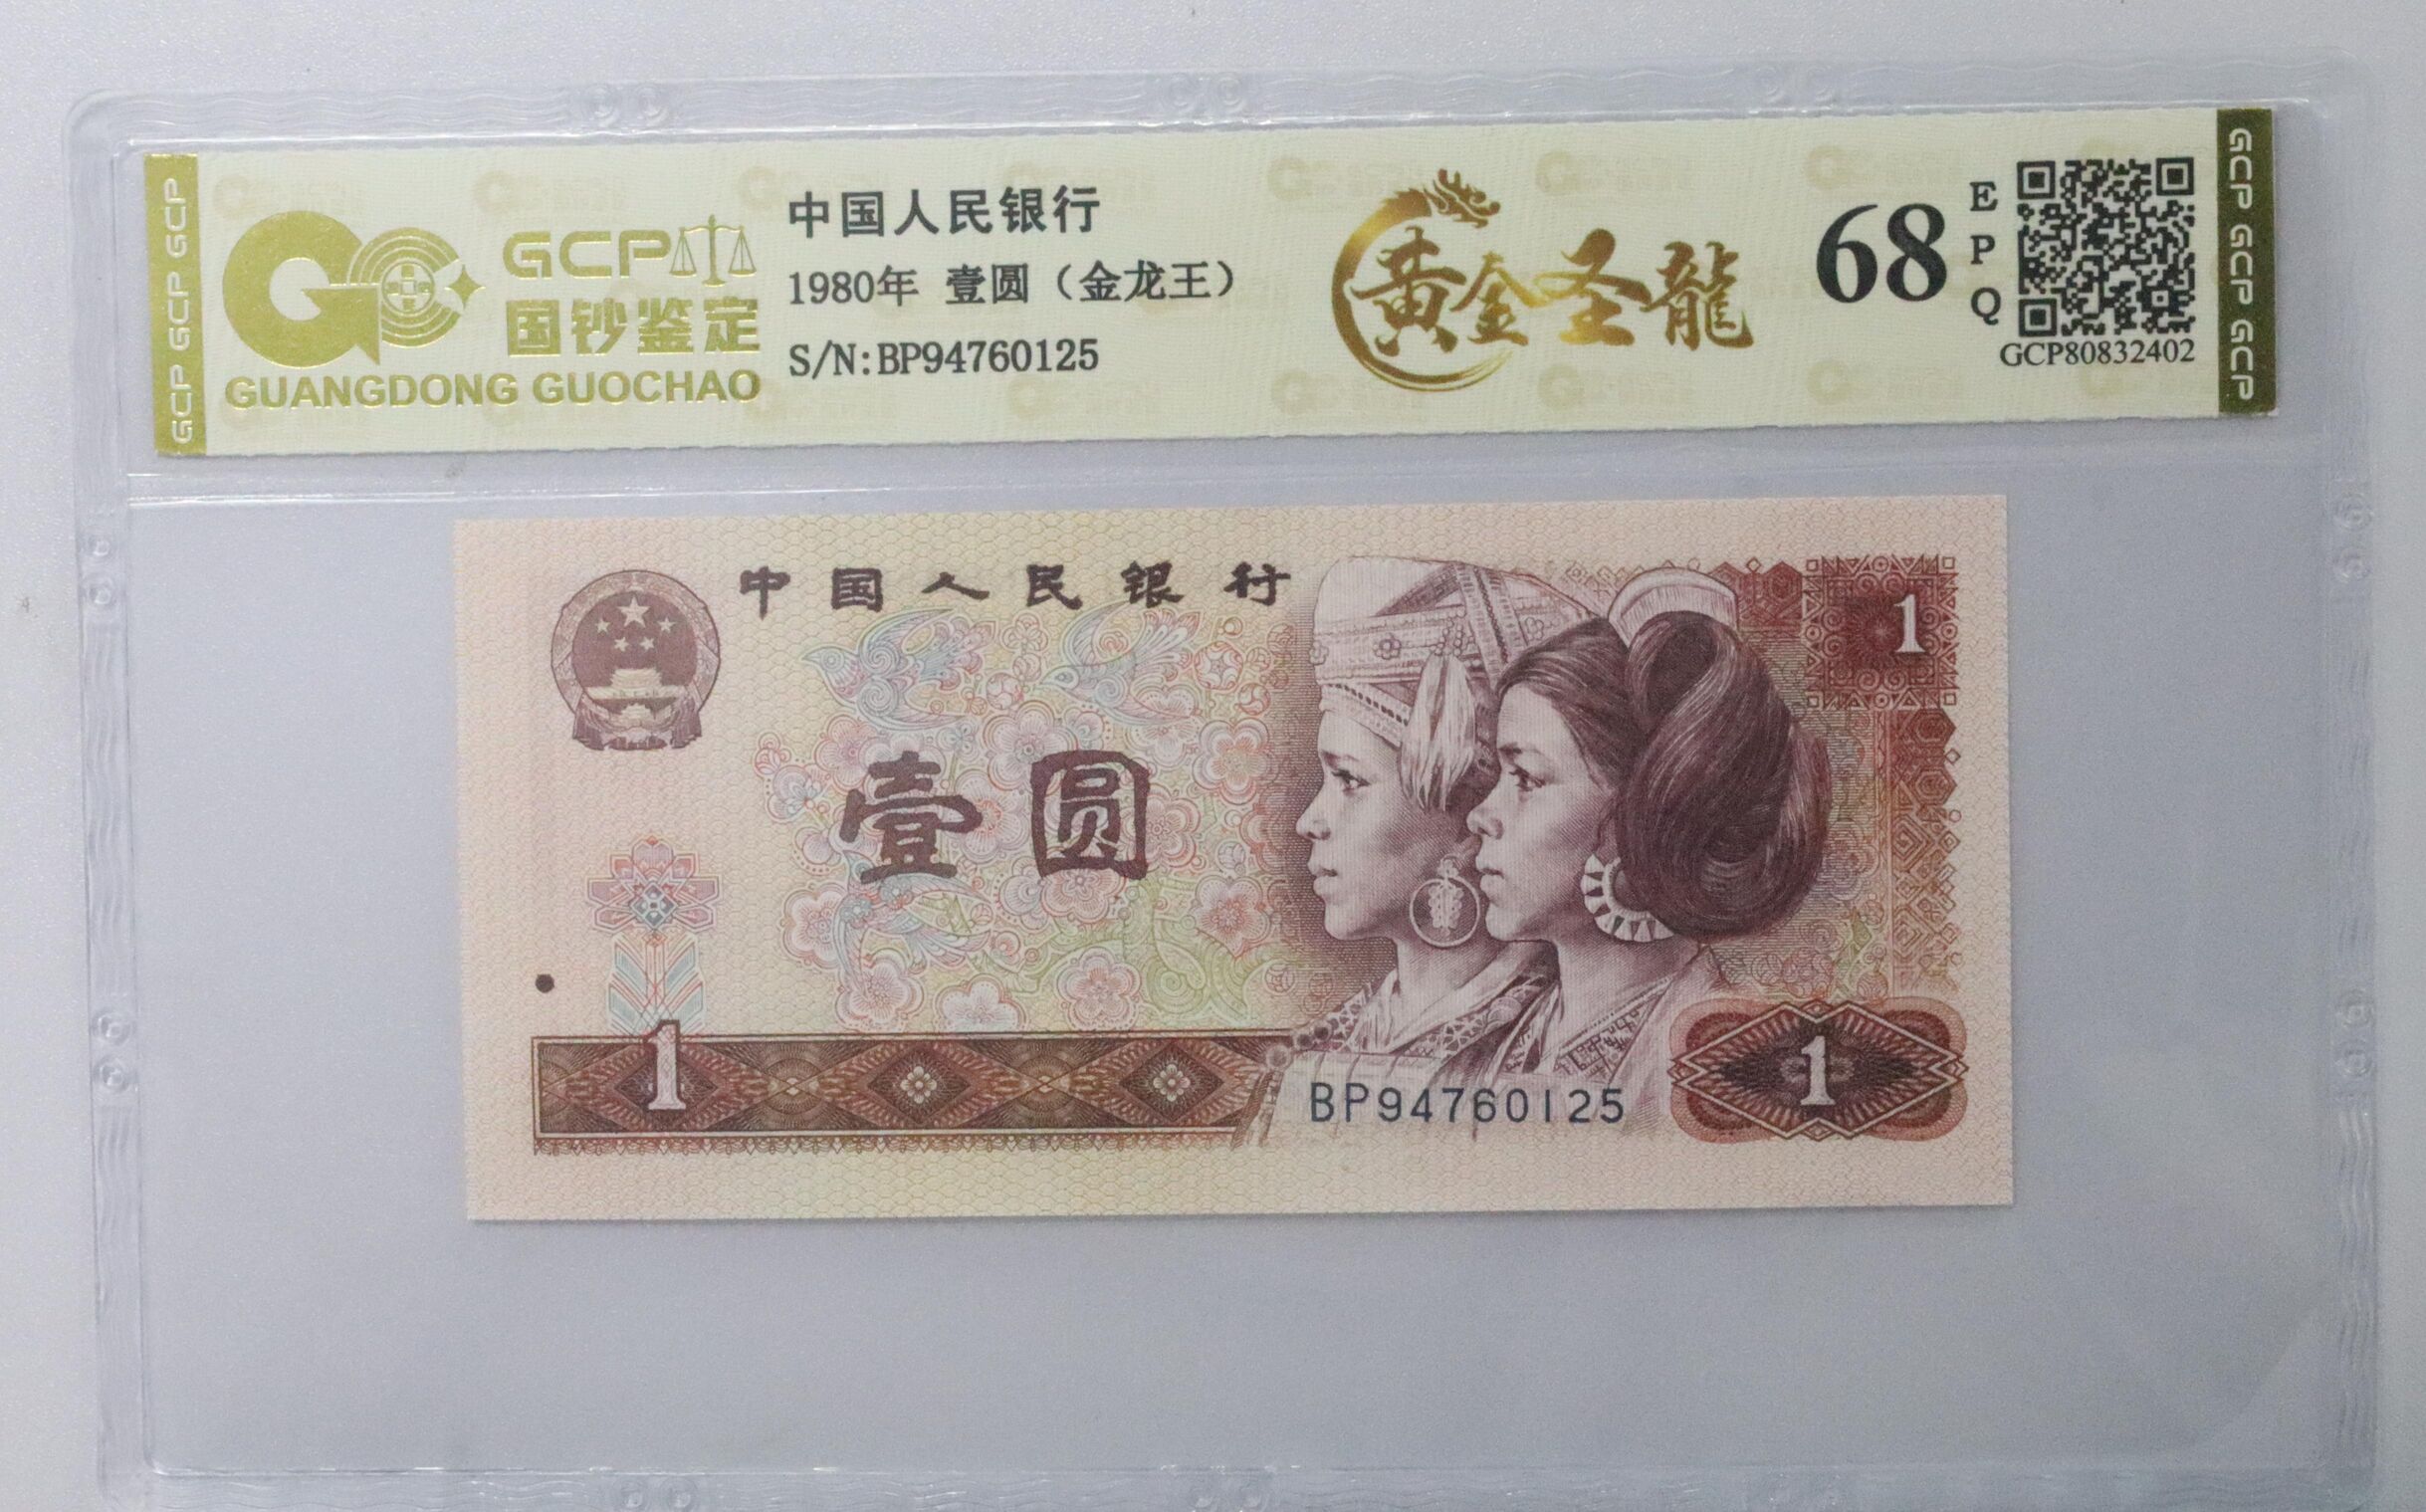 GCP GCP GCP
GCP
国钞鉴定
GUANGDONG GUOCHAO
中国人民银行
1980年 壹圆（金龙王）
S/N:BP94760125
黄金圣龍
68
EPQ
GCP80832402
GCP GCP GCP
中国人民银行
1
壹圆
1
BP94760125
1